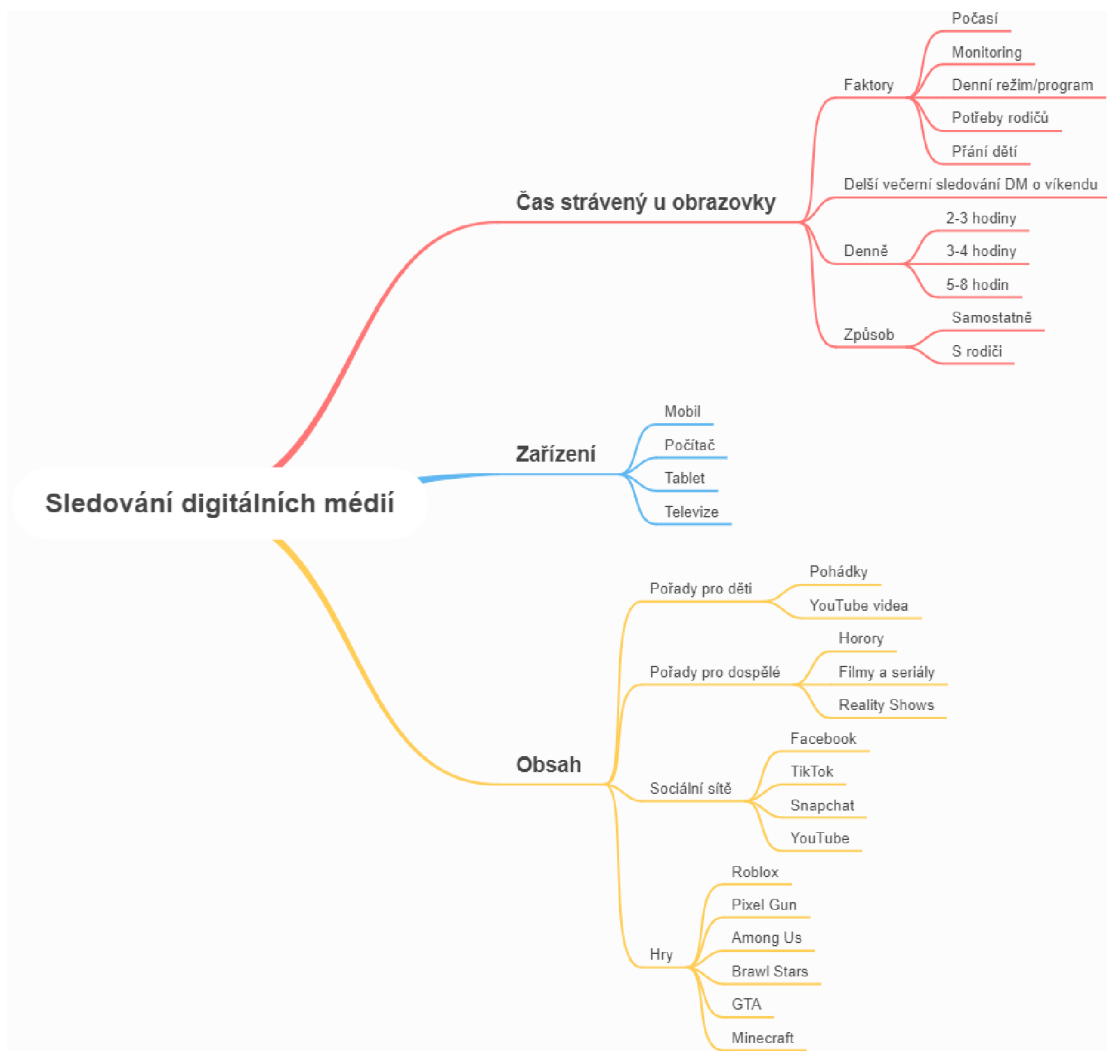 Sledování digitálních médií
Čas strávený u obrazovky
Faktory
Počasí
Monitoring
Denní režim/program
Potřeby rodičů
Přání dětí
Delší večerní sledování DM o víkendu
Denně
2-3 hodiny
3-4 hodiny
5-8 hodin
Způsob
Samostatně
S rodiči
Zařízení
Mobil
Počítač
Tablet
Televize
Obsah
Pořady pro děti
Pohádky
YouTube videa
Pořady pro dospělé
Horory
Filmy a seriály
Reality Shows
Sociální sítě
Facebook
TikTok
Snapchat
YouTube
Hry
Roblox
Pixel Gun
Among Us
Brawl Stars
GTA
Minecraft